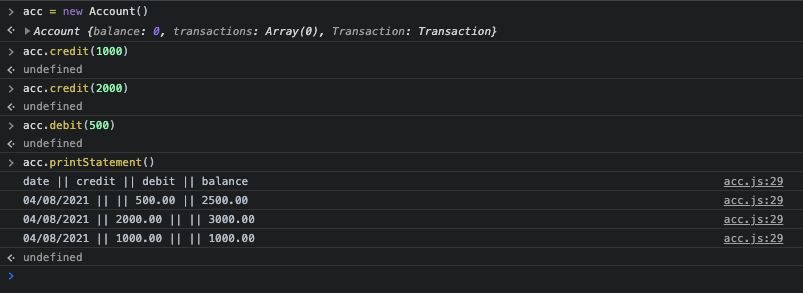 > acc = new Account()
<· ▶Account {balance: 0, transactions: Array(0), Transaction: Transaction}
> acc.credit(1000)
<· undefined
> acc.credit(2000)
<· undefined
> acc.debit(500)
<· undefined
> acc.printStatement()
date || credit || debit || balance acc.js:29
04/08/2021 || || 500.00 || 2500.00 acc.js:29
04/08/2021 || 2000.00 || || 3000.00 acc.js:29
04/08/2021 || 1000.00 || || 1000.00 acc.js:29
<· undefined
>